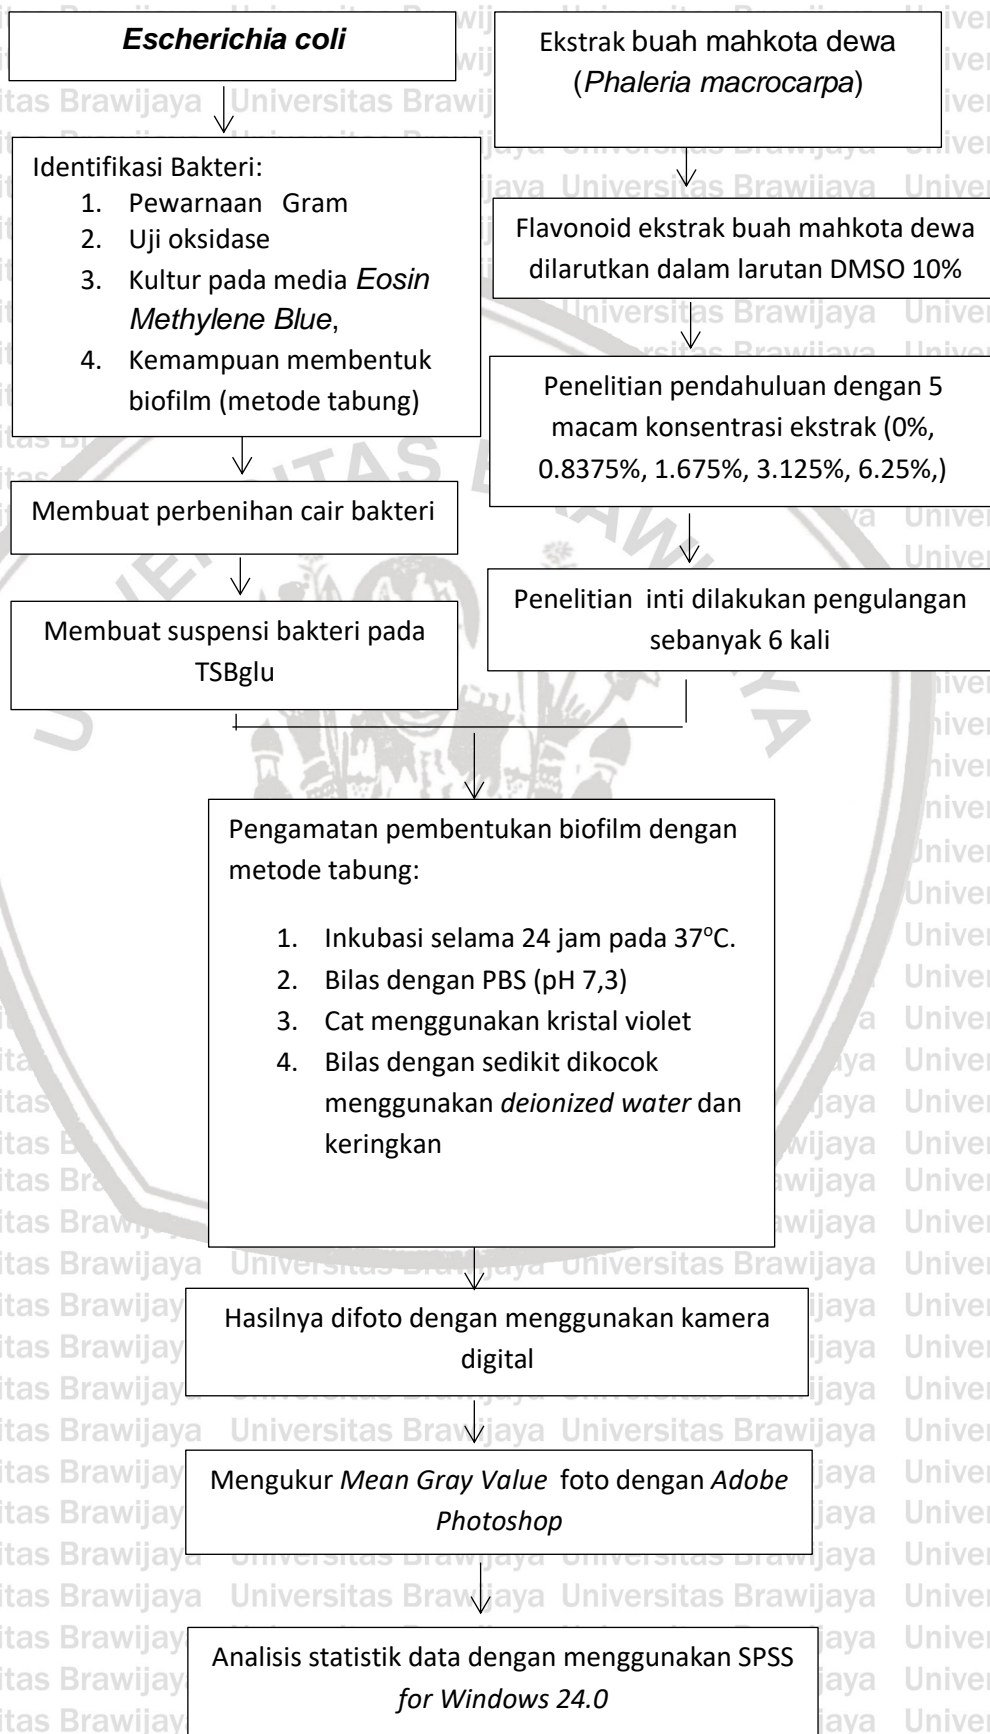 Escherichia coli
Identifikasi Bakteri:
1. Pewarnaan Gram
2. Uji oksidase
3. Kultur pada media Eosin
Methylene Blue,
4. Kemampuan membentuk
biofilm (metode tabung)
Membuat perbenihan cair bakteri
Membuat suspensi bakteri pada
TSBglu
Ekstrak buah mahkota dewa
(Phaleria macrocarpa)
Flavonoid ekstrak buah mahkota dewa
dilarutkan dalam larutan DMSO 10%
Penelitian pendahuluan dengan 5
macam konsentrasi ekstrak (0%,
0.8375%, 1.675%, 3.125%, 6.25%,)
Penelitian inti dilakukan pengulangan
sebanyak 6 kali
Pengamatan pembentukan biofilm dengan
metode tabung:
1. Inkubasi selama 24 jam pada 37°C.
2. Bilas dengan PBS (pH 7,3)
3. Cat menggunakan kristal violet
4. Bilas dengan sedikit dikocok
menggunakan deionized water dan
keringkan
Hasilnya difoto dengan menggunakan kamera
digital
Mengukur Mean Gray Value foto dengan Adobe
Photoshop
Analisis statistik data dengan menggunakan SPSS
for Windows 24.0